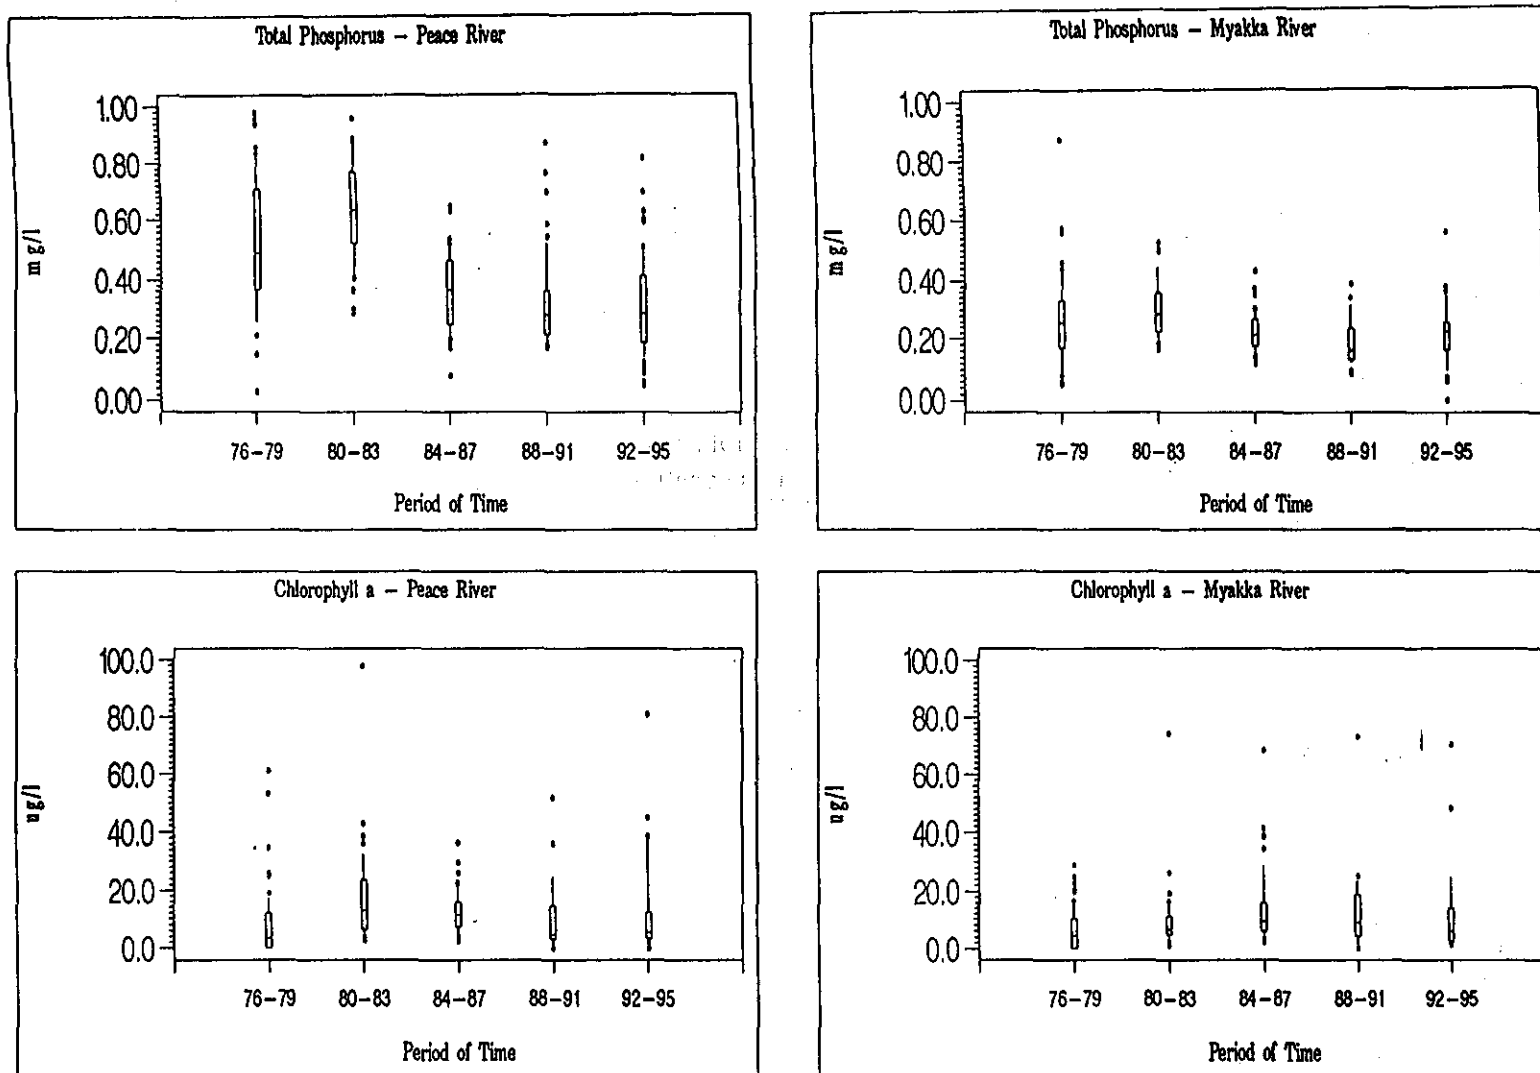 Total Phosphorus – Peace River
1.00
0.80
0.60
0.40
0.20
0.00
mg/l
76–79 80–83 84–87 88–91 92–95
Period of Time
Total Phosphorus – Myakka River
1.00
0.80
0.60
0.40
0.20
0.00
mg/l
76–79 80–83 84–87 88–91 92–95
Period of Time
Chlorophyll a – Peace River
100.0
80.0
60.0
40.0
20.0
0.0
ug/l
76–79 80–83 84–87 88–91 92–95
Period of Time
Chlorophyll a – Myakka River
100.0
80.0
60.0
40.0
20.0
0.0
ug/l
76–79 80–83 84–87 88–91 92–95
Period of Time